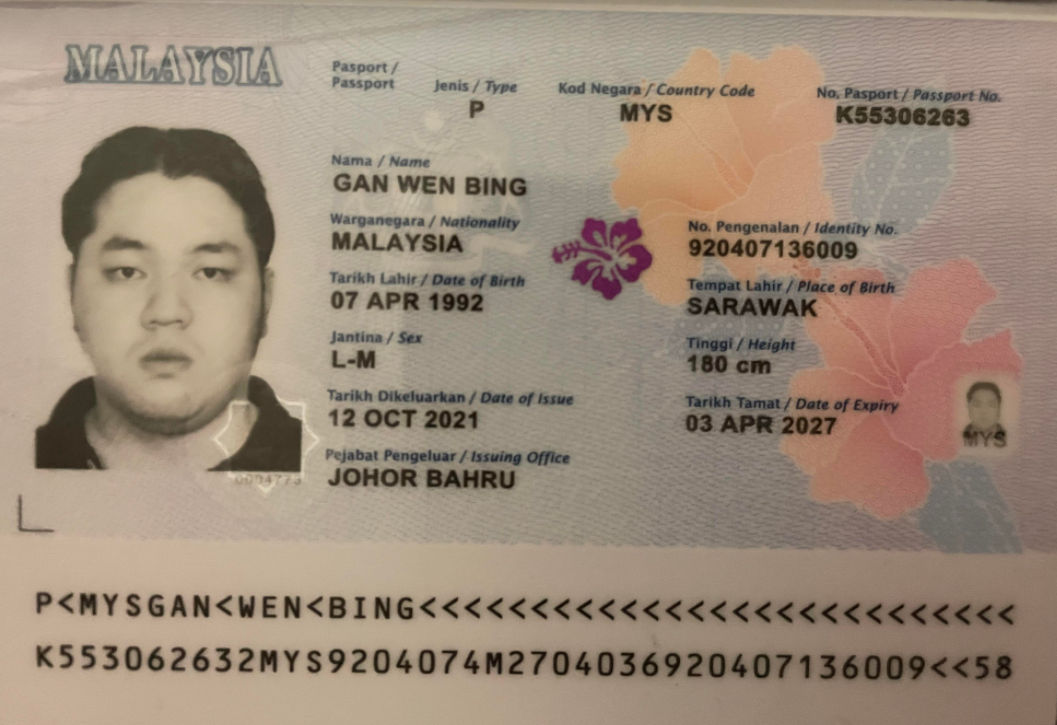 MALAYSIA
Pasport /
Passport
Jenis / Type
P
Kod Negara / Country Code
MYS
No. Pasport / Passport No.
K55306263
Nama / Name
GAN WEN BING
Warganegara / Nationality
MALAYSIA
No. Pengenalan / Identity No.
920407136009
Tarikh Lahir / Date of Birth
07 APR 1992
Tempat Lahir / Place of Birth
SARAWAK
Jantina / Sex
L-M
Tinggi / Height
180 cm
Tarikh Dikeluarkan / Date of Issue
12 OCT 2021
Tarikh Tamat / Date of Expiry
03 APR 2027
MYS
Pejabat Pengeluar / Issuing Office
JOHOR BAHRU
P<MYSGAN<WEN<BING<<<<<<<<<<<<<<<<<<<<<<<<<<<
K553062632MYS9204074M2704036920407136009<<58